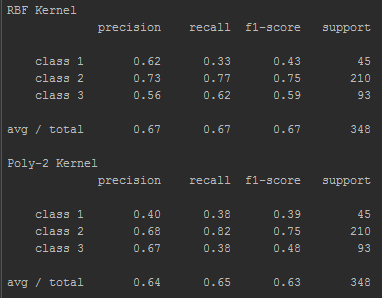 RBF Kernel
precision recall f1-score support
class 1 0.62 0.33 0.43 45
class 2 0.73 0.77 0.75 210
class 3 0.56 0.62 0.59 93
avg / total 0.67 0.67 0.67 348
Poly-2 Kernel
precision recall f1-score support
class 1 0.40 0.38 0.39 45
class 2 0.68 0.82 0.75 210
class 3 0.67 0.38 0.48 93
avg / total 0.64 0.65 0.63 348